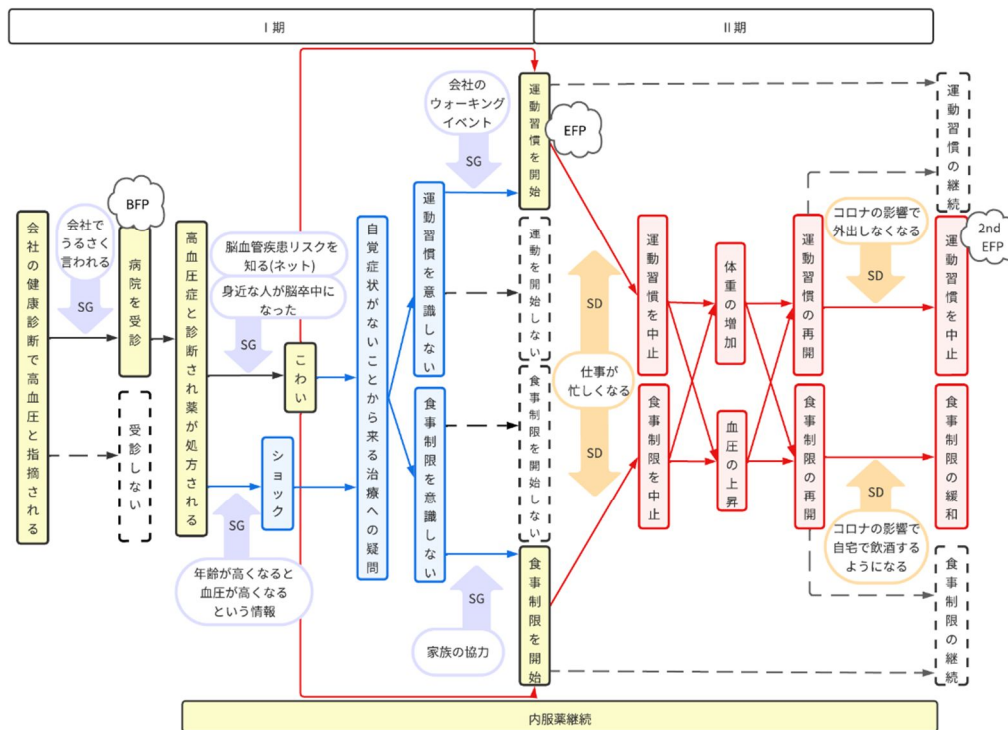 Ⅰ期
Ⅱ期
会社の健康診断で高血圧と指摘される
会社で
うるさく
言われる
SG
BFP
病院を受診
受診しない
高血圧症と診断され薬が処方される
脳血管疾患リスクを
知る(ネット)
身近な人が脳卒中に
なった
SG
こわい
ショック
SG
年齢が高くなると
血圧が高くなる
という情報
自覚症状がないことから来る治療への疑問
運動習慣を意識しない
食事制限を意識しない
会社の
ウォーキング
イベント
SG
SG
家族の協力
運動習慣を開始
EFP
運動を開始しない
食事制限を開始しない
食事制限を開始
SD
仕事が
忙しくなる
SD
運動習慣を中止
食事制限を中止
体重の増加
血圧の上昇
運動習慣の再開
食事制限の再開
コロナの影響で
外出しなくなる
SD
SD
コロナの影響で
自宅で飲酒する
ようになる
運動習慣の継続
2nd
EFP
運動習慣を中止
食事制限の緩和
食事制限の継続
内服薬継続